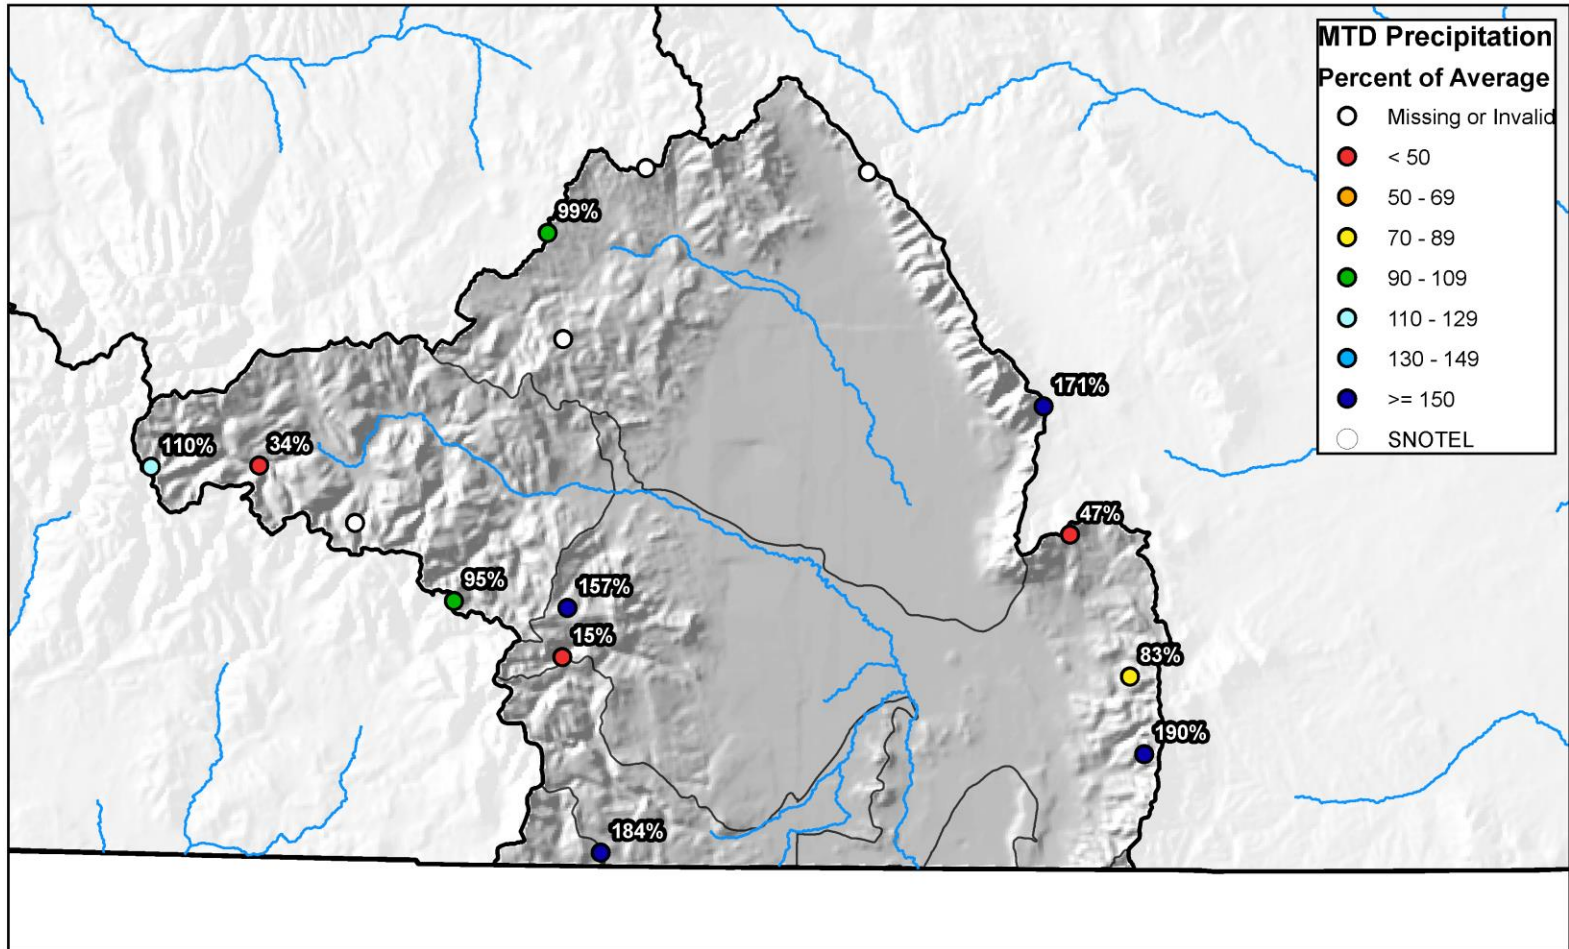 MTD Precipitation
Percent of Average
Missing or Invalid
< 50
50 - 69
70 - 89
90 - 109
110 - 129
130 - 149
>= 150
SNOTEL
99%
171%
110%
34%
47%
95%
157%
15%
83%
190%
184%